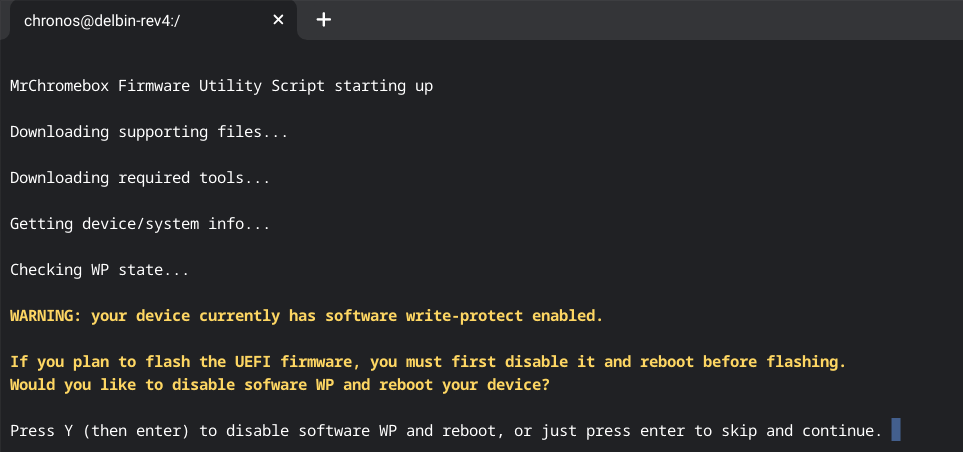 chronos@delbin-rev4:/
MrChromebox Firmware Utility Script starting up
Downloading supporting files...
Downloading required tools...
Getting device/system info...
Checking WP state...
WARNING: your device currently has software write-protect enabled.
If you plan to flash the UEFI firmware, you must first disable it and reboot before flashing.
Would you like to disable sofware WP and reboot your device?
Press Y (then enter) to disable software WP and reboot, or just press enter to skip and continue.